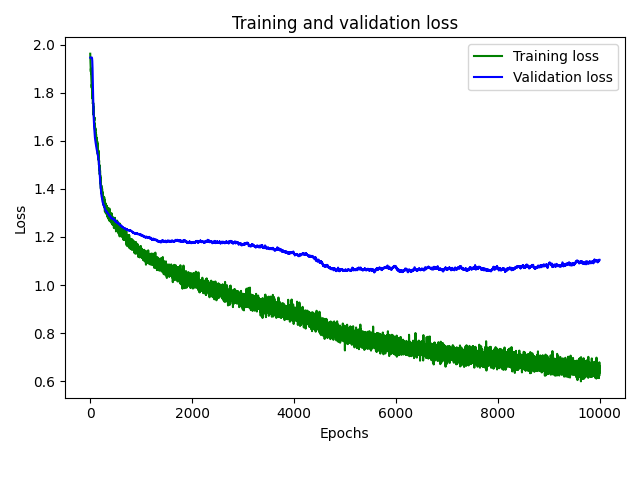 Training and validation loss
2.0
1.8
1.6
1.4
1.2
1.0
0.8
0.6
Loss
Training loss
Validation loss
0 2000 4000 6000 8000 10000
Epochs